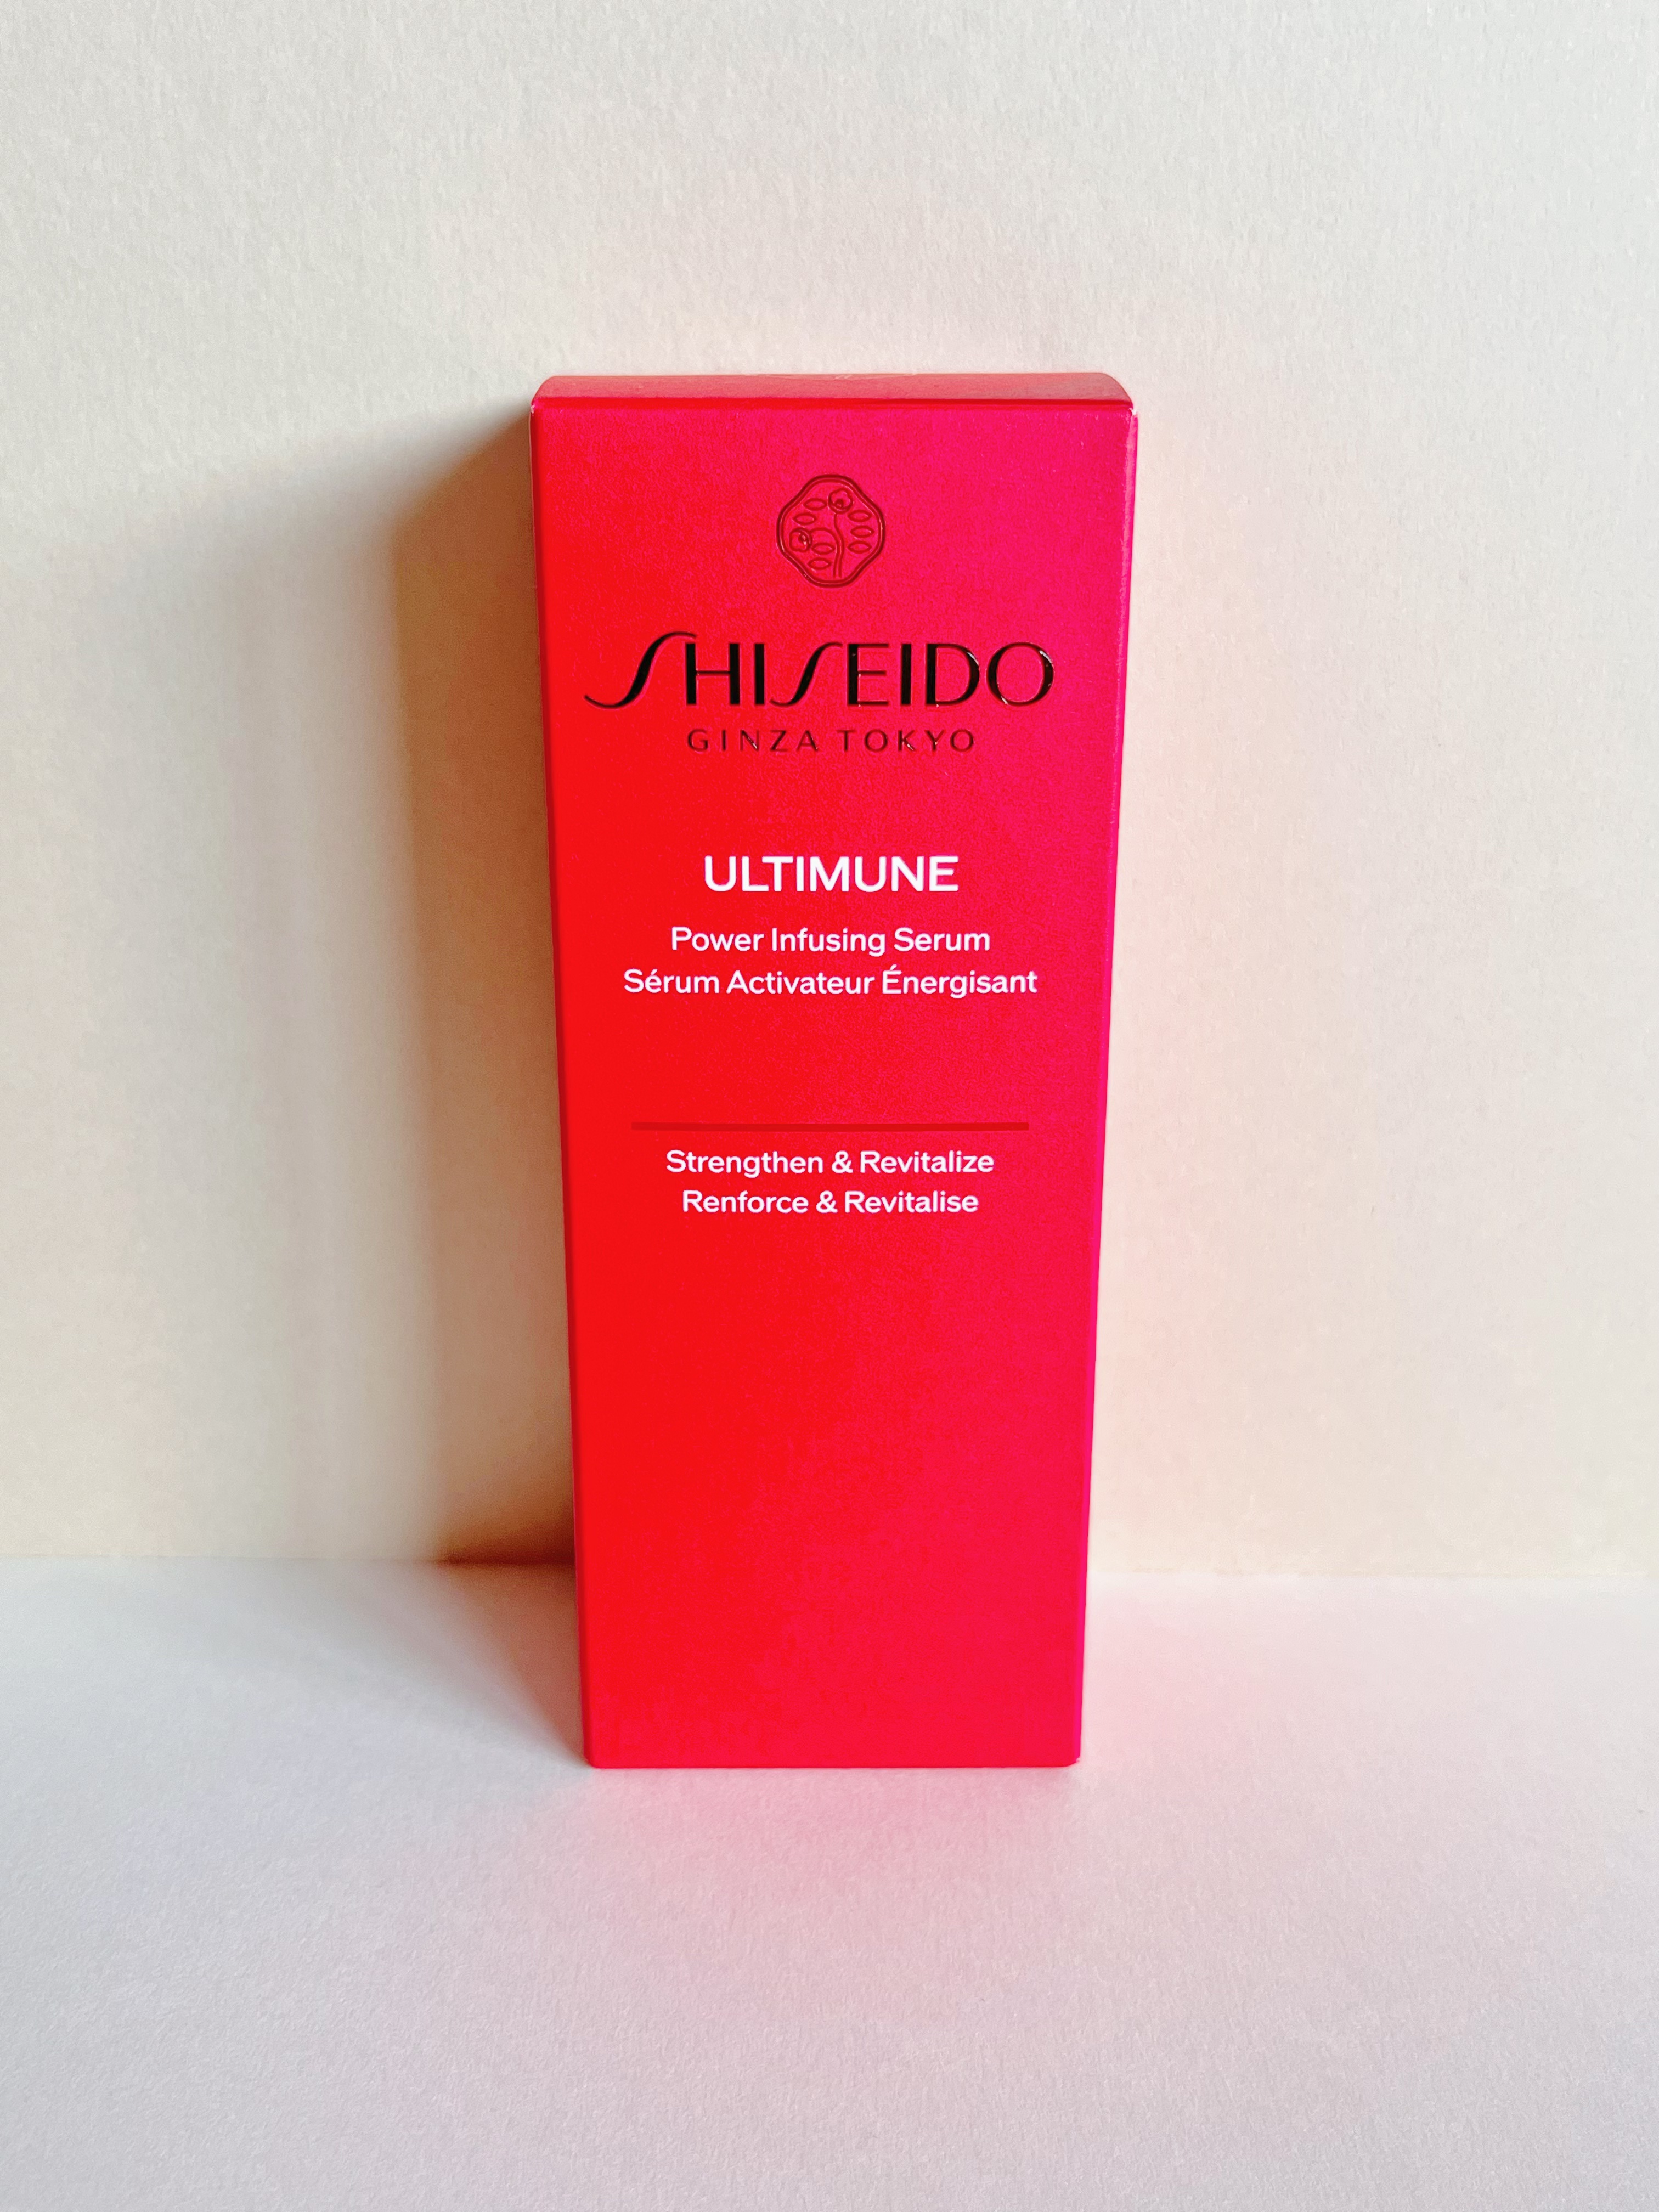 SHISEIDO
GINZA TOKYO
ULTIMUNE
Power Infusing Serum
Sérum Activateur Énergisant
Strengthen & Revitalize
Renforce & Revitalise